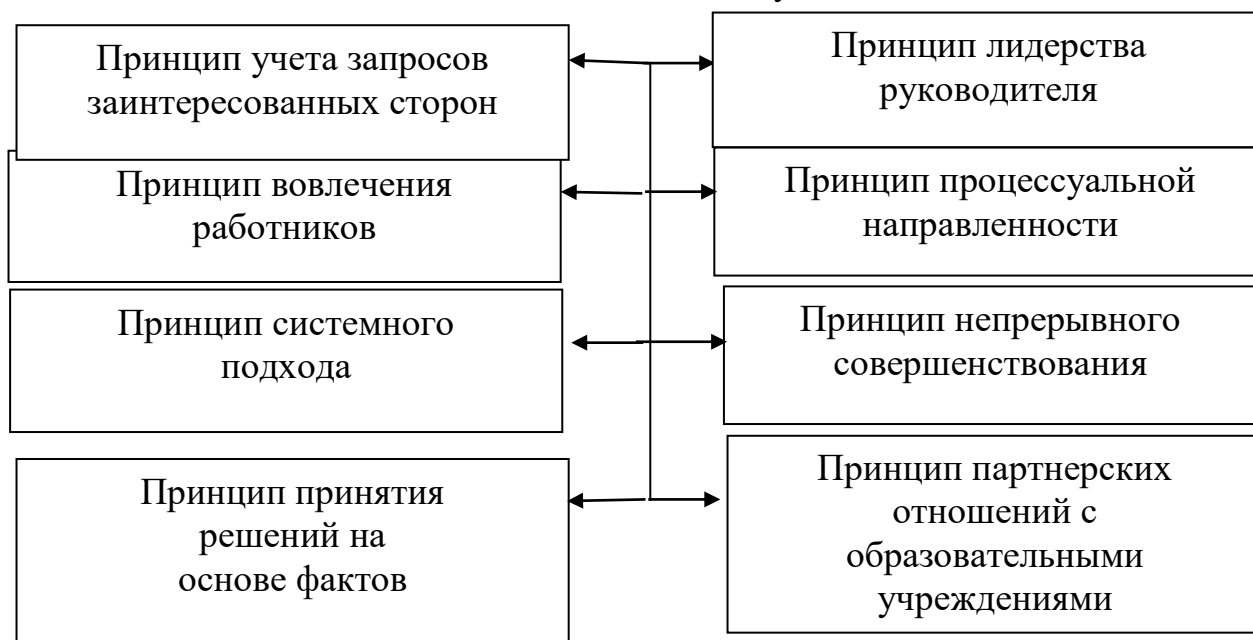 Принцип учета запросов
заинтересованных сторон
Принцип лидерства
руководителя
Принцип вовлечения
работников
Принцип процессуальной
направленности
Принцип системного
подхода
Принцип непрерывного
совершенствования
Принцип принятия
решений на
основе фактов
Принцип партнерских
отношений с
образовательными
учреждениями